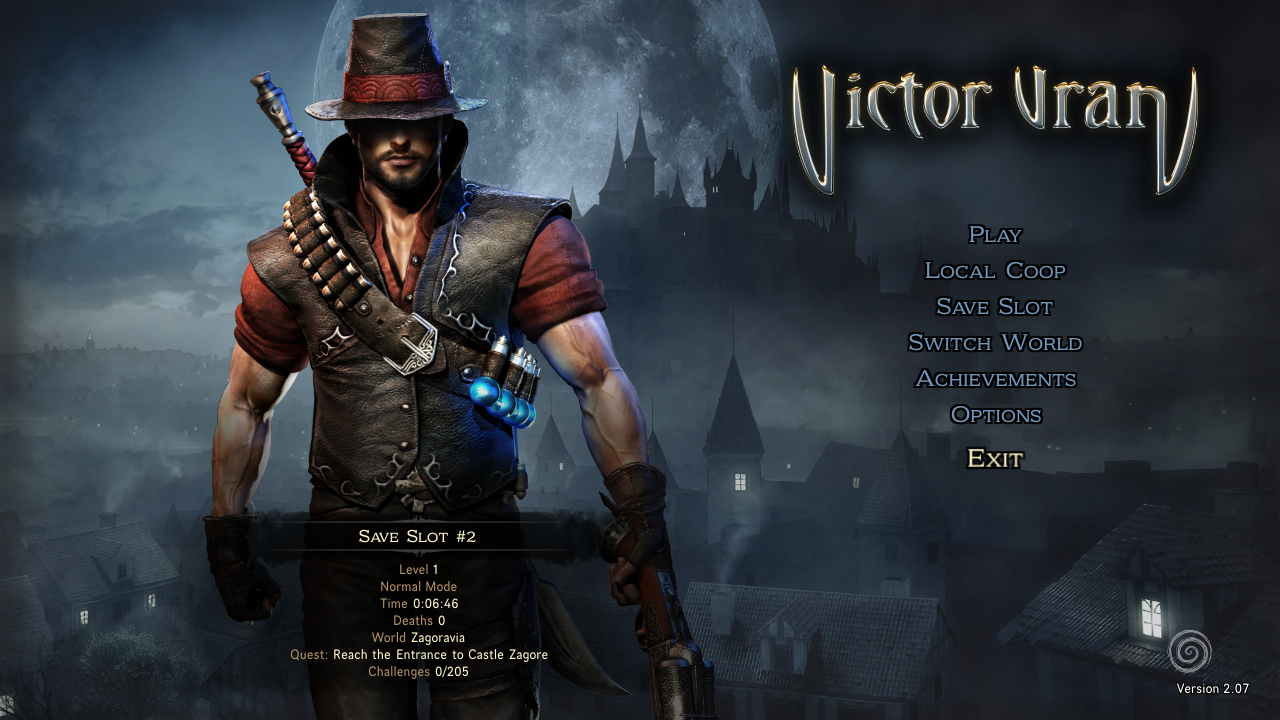 Victor Vran
Play
Local Coop
Save Slot
Switch World
Achievements
Options
Exit
Save Slot #2
Level 1
Normal Mode
Time 0:06:46
Deaths 0
World Zagoravia
Quest: Reach the Entrance to Castle Zagore
Challenges 0/205
Version 2.07